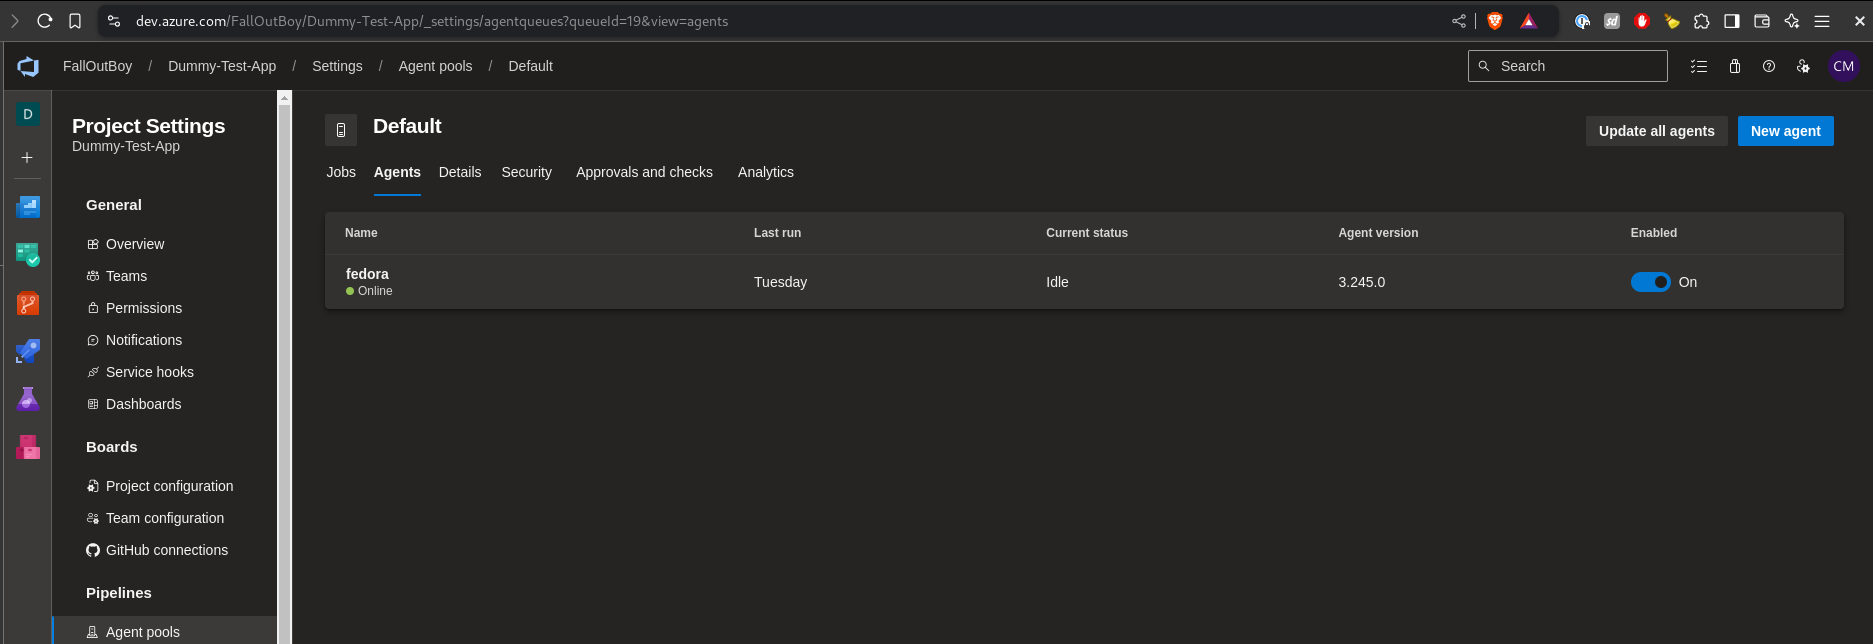 dev.azure.com/FallOutBoy/Dummy-Test-App/_settings/agentqueues?queueId=19&view=agents
FallOutBoy / Dummy-Test-App / Settings / Agent pools / Default
Search
CM
D
Project Settings
Dummy-Test-App
General
Overview
Teams
Permissions
Notifications
Service hooks
Dashboards
Boards
Project configuration
Team configuration
GitHub connections
Pipelines
Agent pools
Default
Update all agents
New agent
Jobs Agents Details Security Approvals and checks Analytics
Name Last run Current status Agent version Enabled
fedora
Online
Tuesday Idle 3.245.0 On